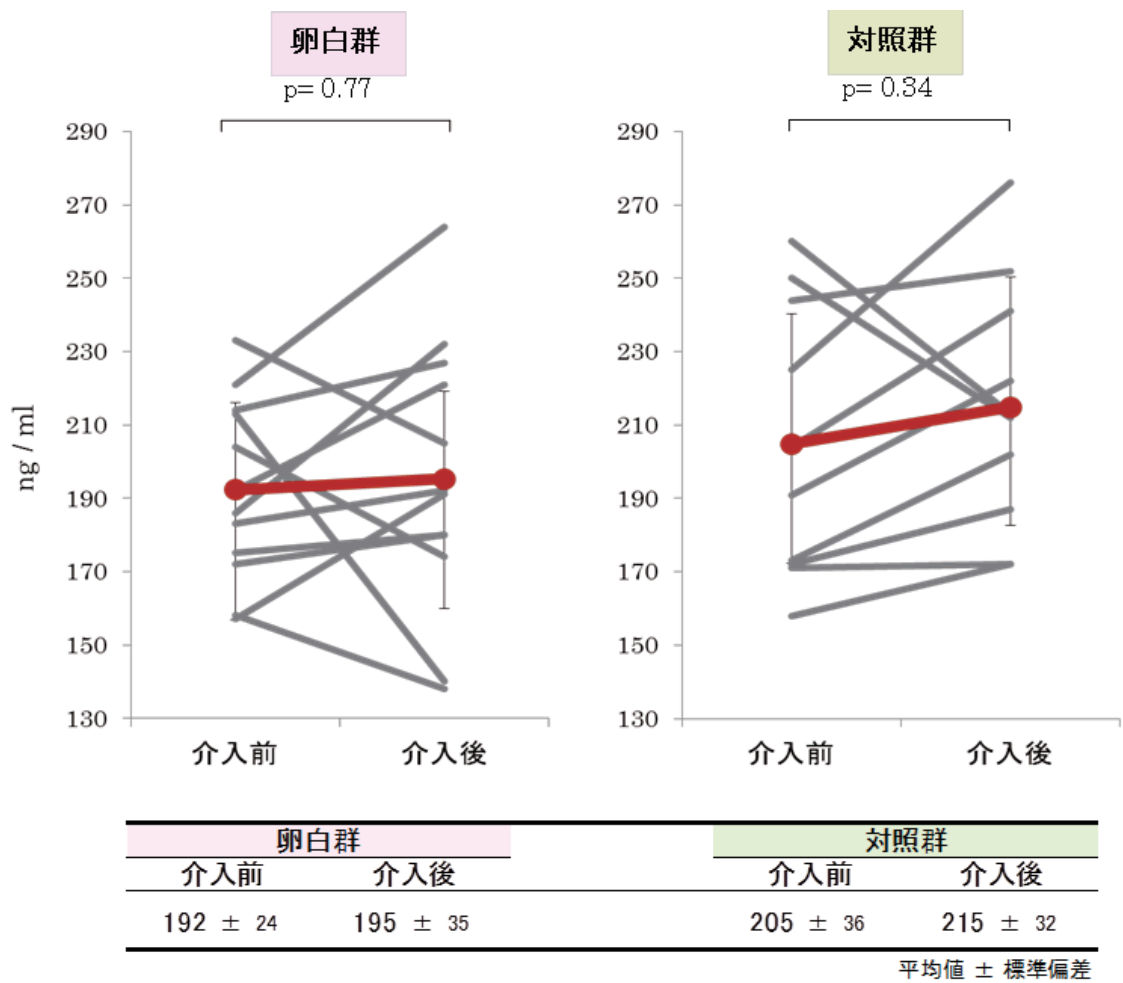 卵白群
p= 0.77
対照群
p= 0.34
ng / ml
290
270
250
230
210
190
170
150
130
介入前 介入後
290
270
250
230
210
190
170
150
130
介入前 介入後
卵白群 対照群
介入前 介入後 介入前 介入後
192 ± 24 195 ± 35 205 ± 36 215 ± 32
平均値 ± 標準偏差